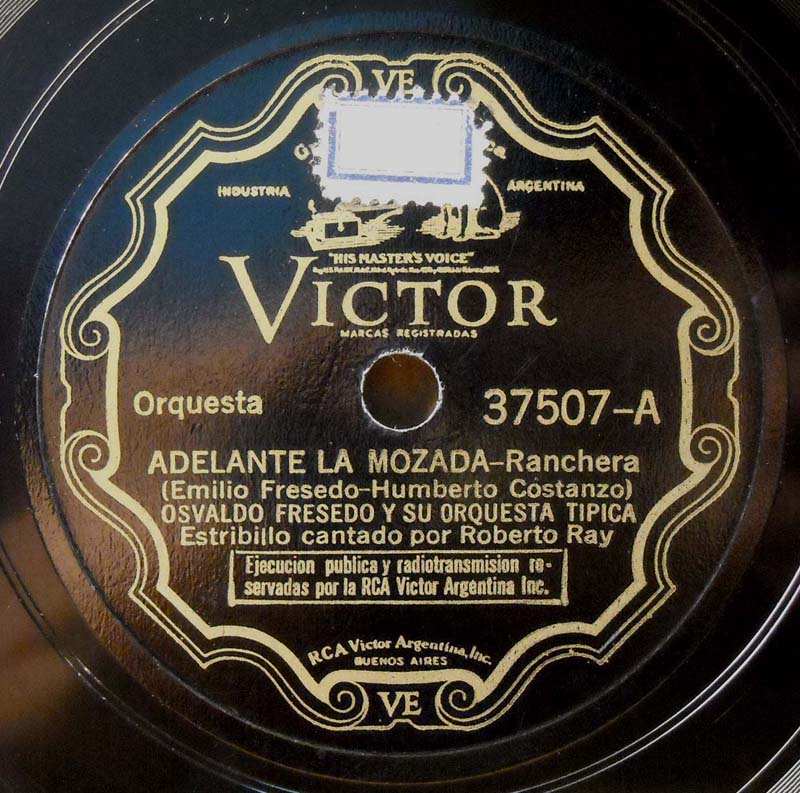 VE
INDUSTRIA ARGENTINA
"HIS MASTER'S VOICE"
VICTOR
MARCAS REGISTRADAS
Orquesta 37507-A
ADELANTE LA MOZADA-Ranchera
(Emilio Fresedo-Humberto Costanzo)
OSVALDO FRESEDO Y SU ORQUESTA TIPICA
Estribillo cantado por Roberto Ray
Ejecucion publica y radiotransmision re-
servadas por la RCA Victor Argentina Inc.
RCA Victor Argentina, Inc.
BUENOS AIRES
VE